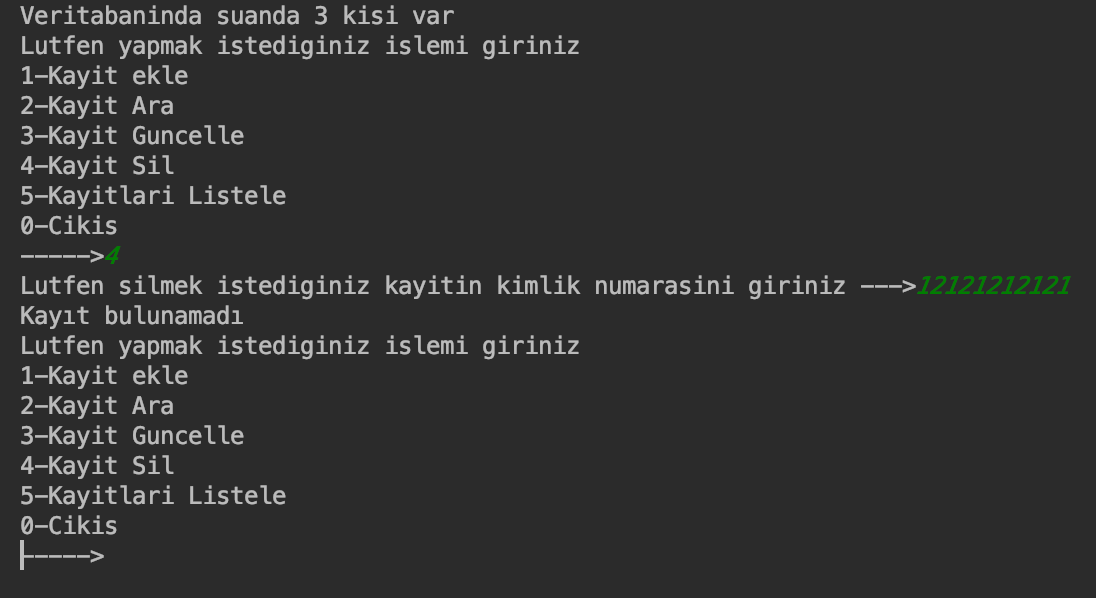 Veritabaninda suanda 3 kisi var
Lutfen yapmak istediginiz islemi giriniz
1-Kayit ekle
2-Kayit Ara
3-Kayit Guncelle
4-Kayit Sil
5-Kayitlari Listele
0-Cikis
----->4
Lutfen silmek istediginiz kayitin kimlik numarasini giriniz --->12121212121
Kayıt bulunamadı
Lutfen yapmak istediginiz islemi giriniz
1-Kayit ekle
2-Kayit Ara
3-Kayit Guncelle
4-Kayit Sil
5-Kayitlari Listele
0-Cikis
----->